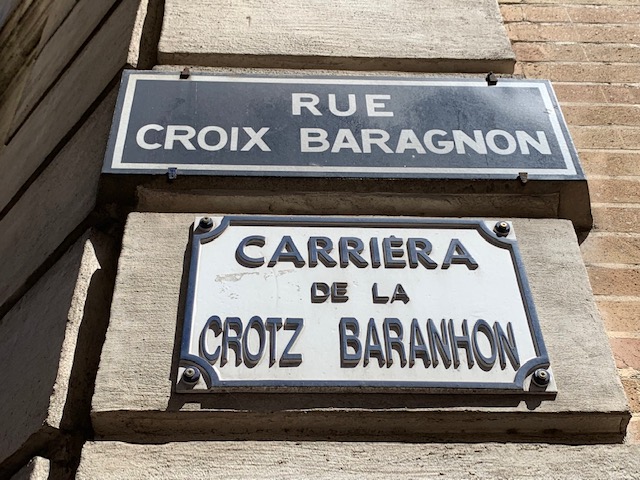 RUE
CROIX BARAGNON
CARRIÈRA
DE LA
CROTZ BARANHON